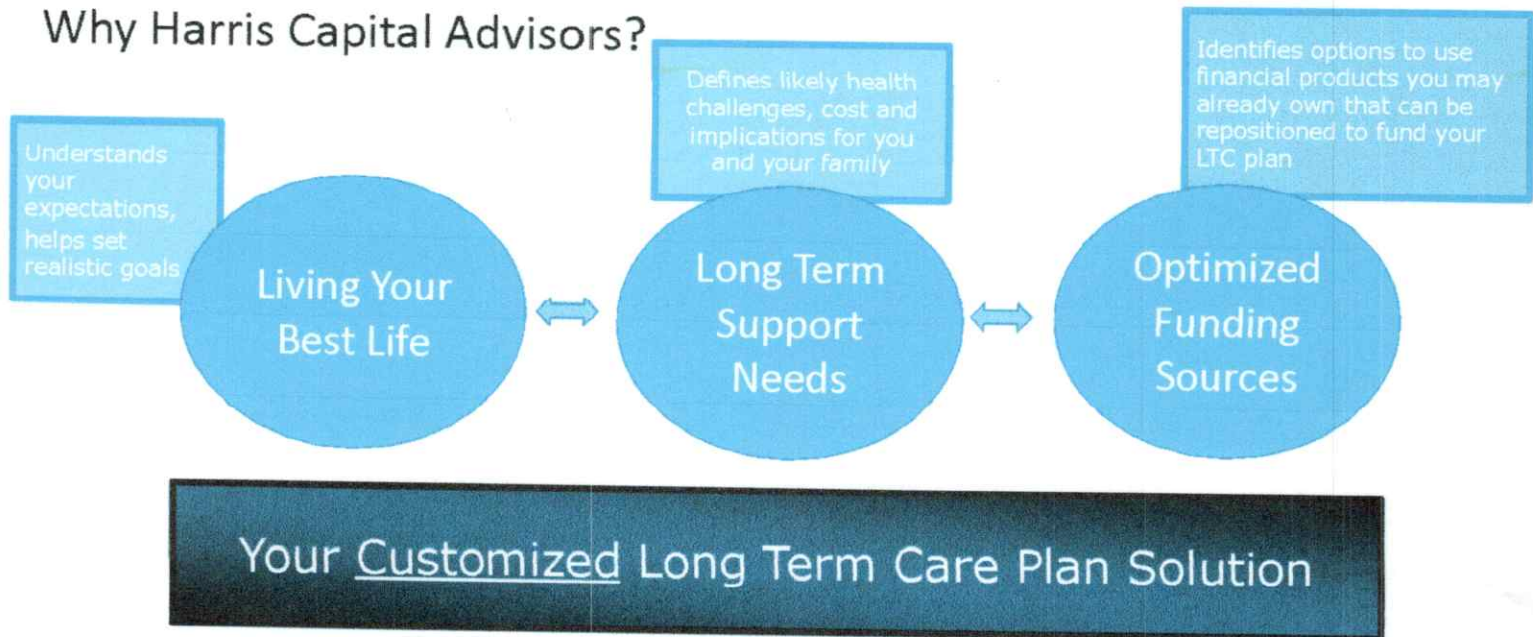 Why Harris Capital Advisors?
Understands
your
expectations,
helps set
realistic goals
Defines likely health
challenges, cost and
implications for you
and your family
Identifies options to use
financial products you may
already own that can be
repositioned to fund your
LTC plan
Living Your
Best Life
Long Term
Support
Needs
Optimized
Funding
Sources
Your Customized Long Term Care Plan Solution